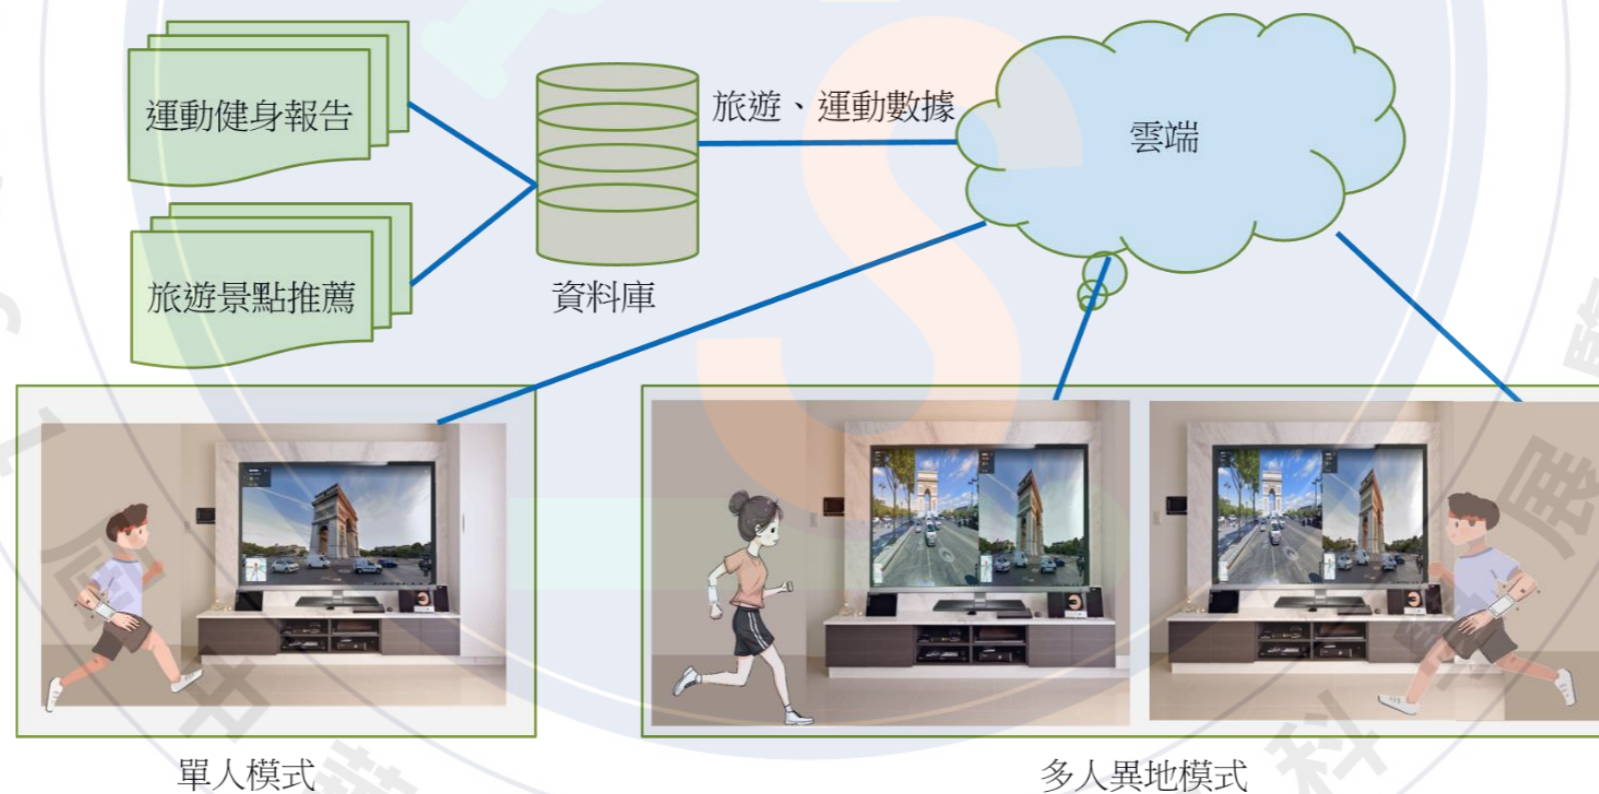 運動健身報告
旅遊、運動數據
雲端
旅遊景點推薦
資料庫
單人模式
多人異地模式